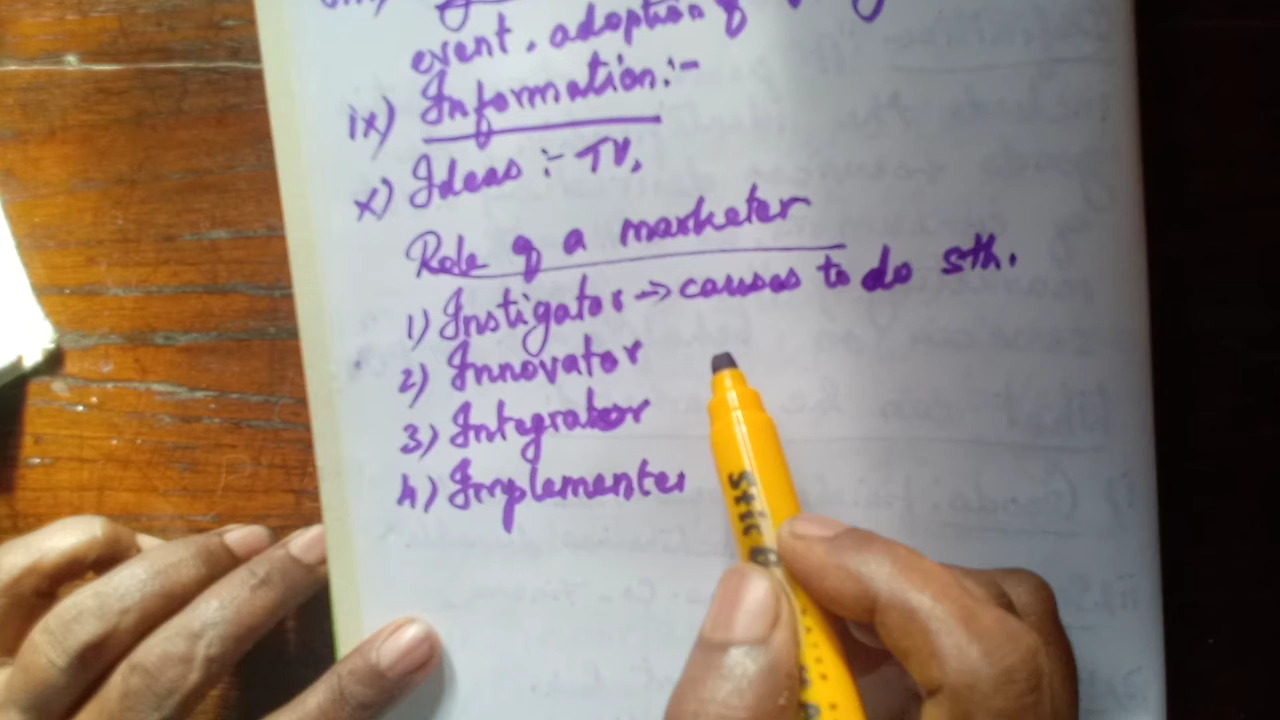 event, adoption of
ix) Information:-
x) Ideas :- TV,
Role of a marketer
1) Instigator → causes to do sth.
2) Innovator
3) Integrator
4) Implementer
Stic